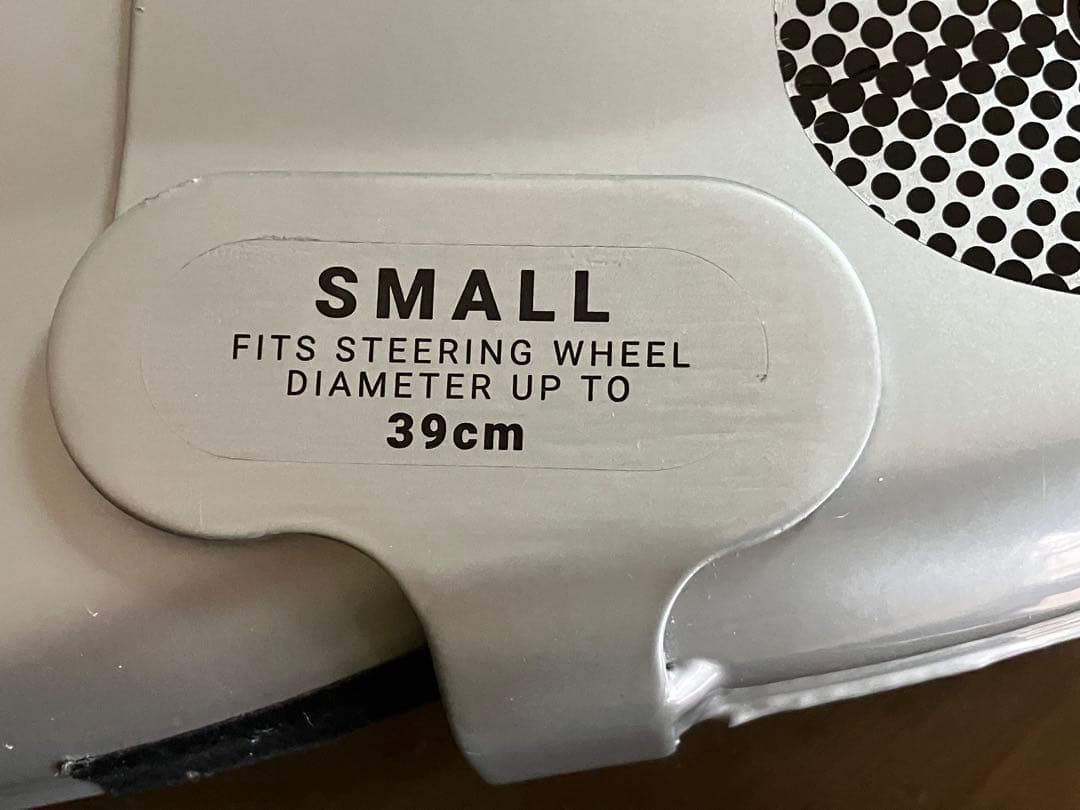 SMALL
FITS STEERING WHEEL
DIAMETER UP TO
39cm